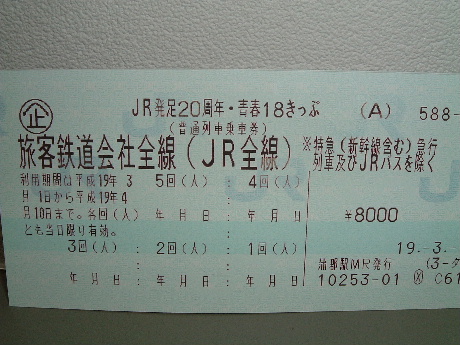 企 JR発足20周年・青春18きっぷ (A) 588-
(普通列車乗車券)
旅客鉄道会社全線(JR全線) ※特急(新幹線含む)急行
列車及びJRバスを除く
利用期間は平成19年 3 5回(人) : 4回(人) :
月 1日から平成19年 4
月10日まで。各回(人) 年 月 日 : 年 月 日 ¥8000
とも当日限り有効。
3回(人) : 2回(人) : 1回(人) 19.-3.-
年 月 日 : 年 月 日 : 年 月 日 蒲郡駅MR発行 (3-タ
10253-01 C61